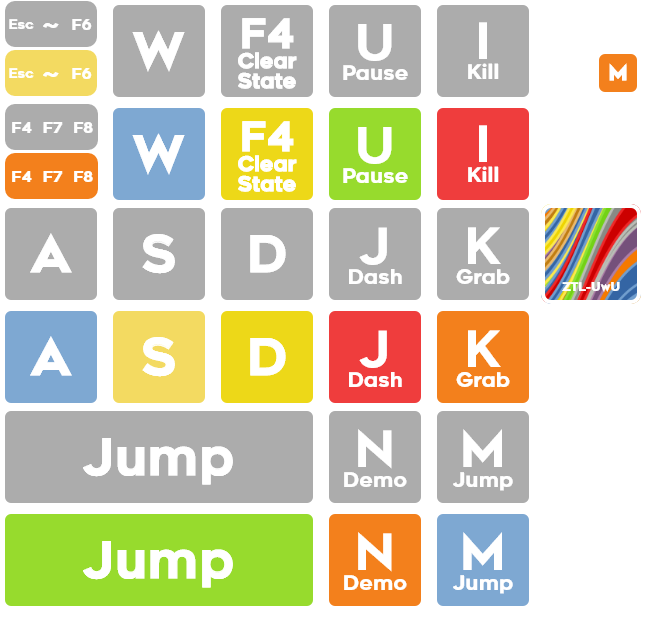 Esc ~ F6
Esc ~ F6
W
F4
Clear
State
U
Pause
I
Kill
M
F4 F7 F8
F4 F7 F8
W
F4
Clear
State
U
Pause
I
Kill
A
S
D
J
Dash
K
Grab
ZTL-UwU
A
S
D
J
Dash
K
Grab
Jump
N
Demo
M
Jump
Jump
N
Demo
M
Jump